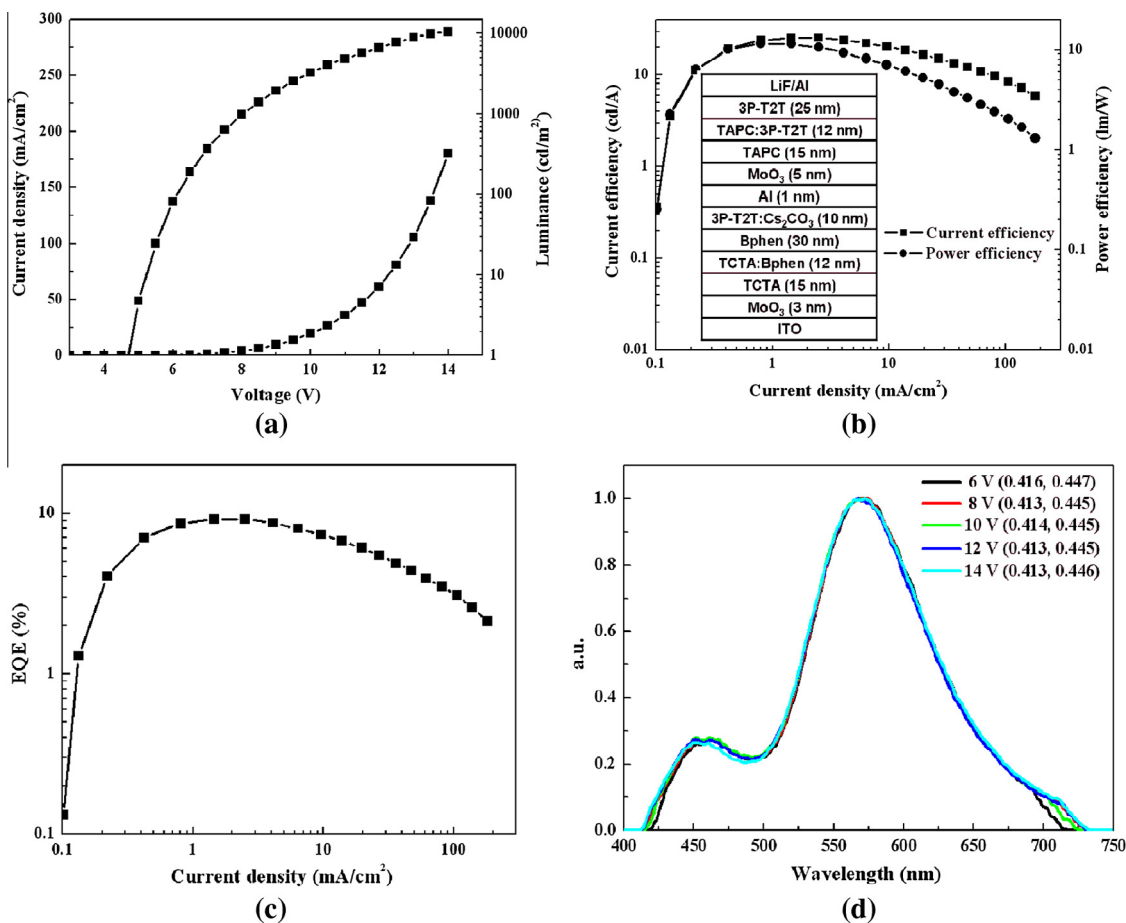 300
250
200
150
100
50
0
Current density (mA/cm²)
10000
1000
100
10
1
Luminance (cd/m²)
4 6 8 10 12 14
Voltage (V)
(a)
10
1
0.1
0.01
Current efficiency (cd/A)
10
1
0.1
0.01
Power efficiency (lm/W)
LiF/Al
3P-T2T (25 nm)
TAPC:3P-T2T (12 nm)
TAPC (15 nm)
MoO₃ (5 nm)
Al (1 nm)
3P-T2T:Cs₂CO₃ (10 nm)
Bphen (30 nm)
TCTA:Bphen (12 nm)
TCTA (15 nm)
MoO₃ (3 nm)
ITO
Current efficiency
Power efficiency
0.1 1 10 100
Current density (mA/cm²)
(b)
10
1
0.1
EQE (%)
0.1 1 10 100
Current density (mA/cm²)
(c)
1.0
0.8
0.6
0.4
0.2
0.0
a.u.
6 V (0.416, 0.447)
8 V (0.413, 0.445)
10 V (0.414, 0.445)
12 V (0.413, 0.445)
14 V (0.413, 0.446)
400 450 500 550 600 650 700 750
Wavelength (nm)
(d)